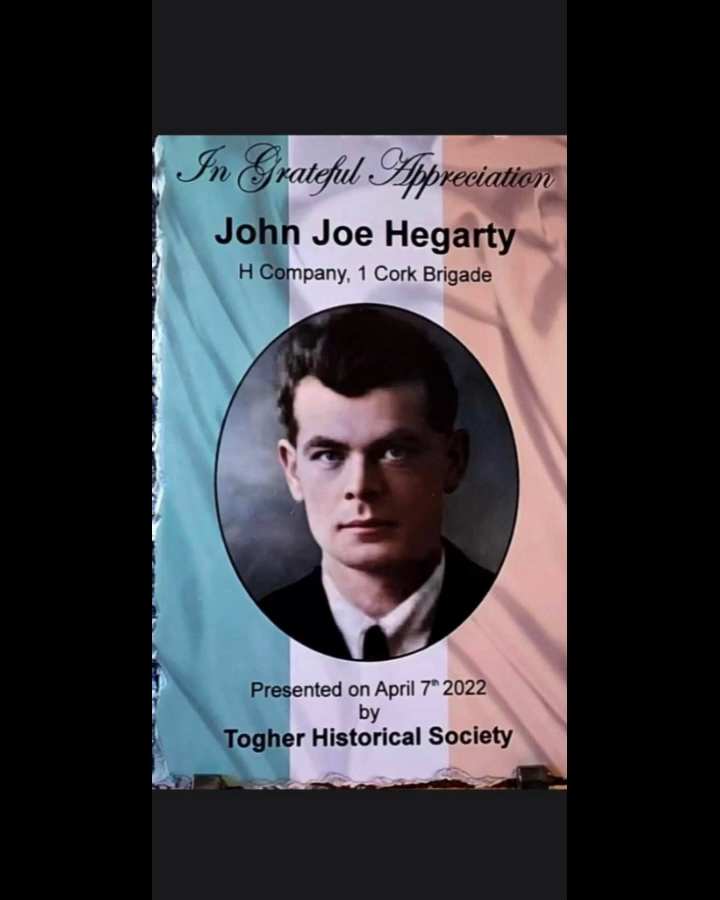 In Grateful Appreciation
John Joe Hegarty
H Company, 1 Cork Brigade
Presented on April 7th 2022
by
Togher Historical Society